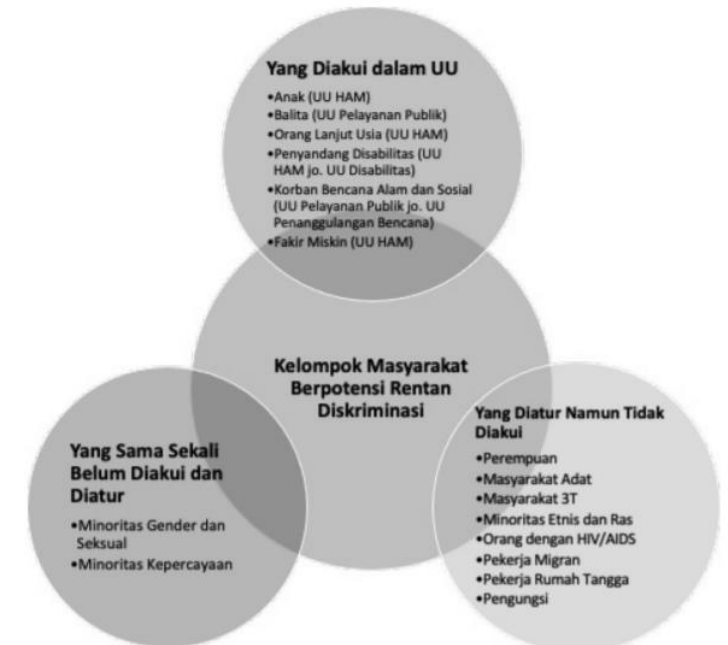 Yang Diakui dalam UU
•Anak (UU HAM)
•Balita (UU Pelayanan Publik)
•Orang Lanjut Usia (UU HAM)
•Penyandang Disabilitas (UU
HAM jo. UU Disabilitas)
•Korban Bencana Alam dan Sosial
(UU Pelayanan Publik jo. UU
Penanggulangan Bencana)
•Fakir Miskin (UU HAM)
Kelompok Masyarakat
Berpotensi Rentan
Diskriminasi
Yang Sama Sekali
Belum Diakui dan
Diatur
•Minoritas Gender dan
Seksual
•Minoritas Kepercayaan
Yang Diatur Namun Tidak
Diakui
•Perempuan
•Masyarakat Adat
•Masyarakat 3T
•Minoritas Etnis dan Ras
•Orang dengan HIV/AIDS
•Pekerja Migran
•Pekerja Rumah Tangga
•Pengungsi